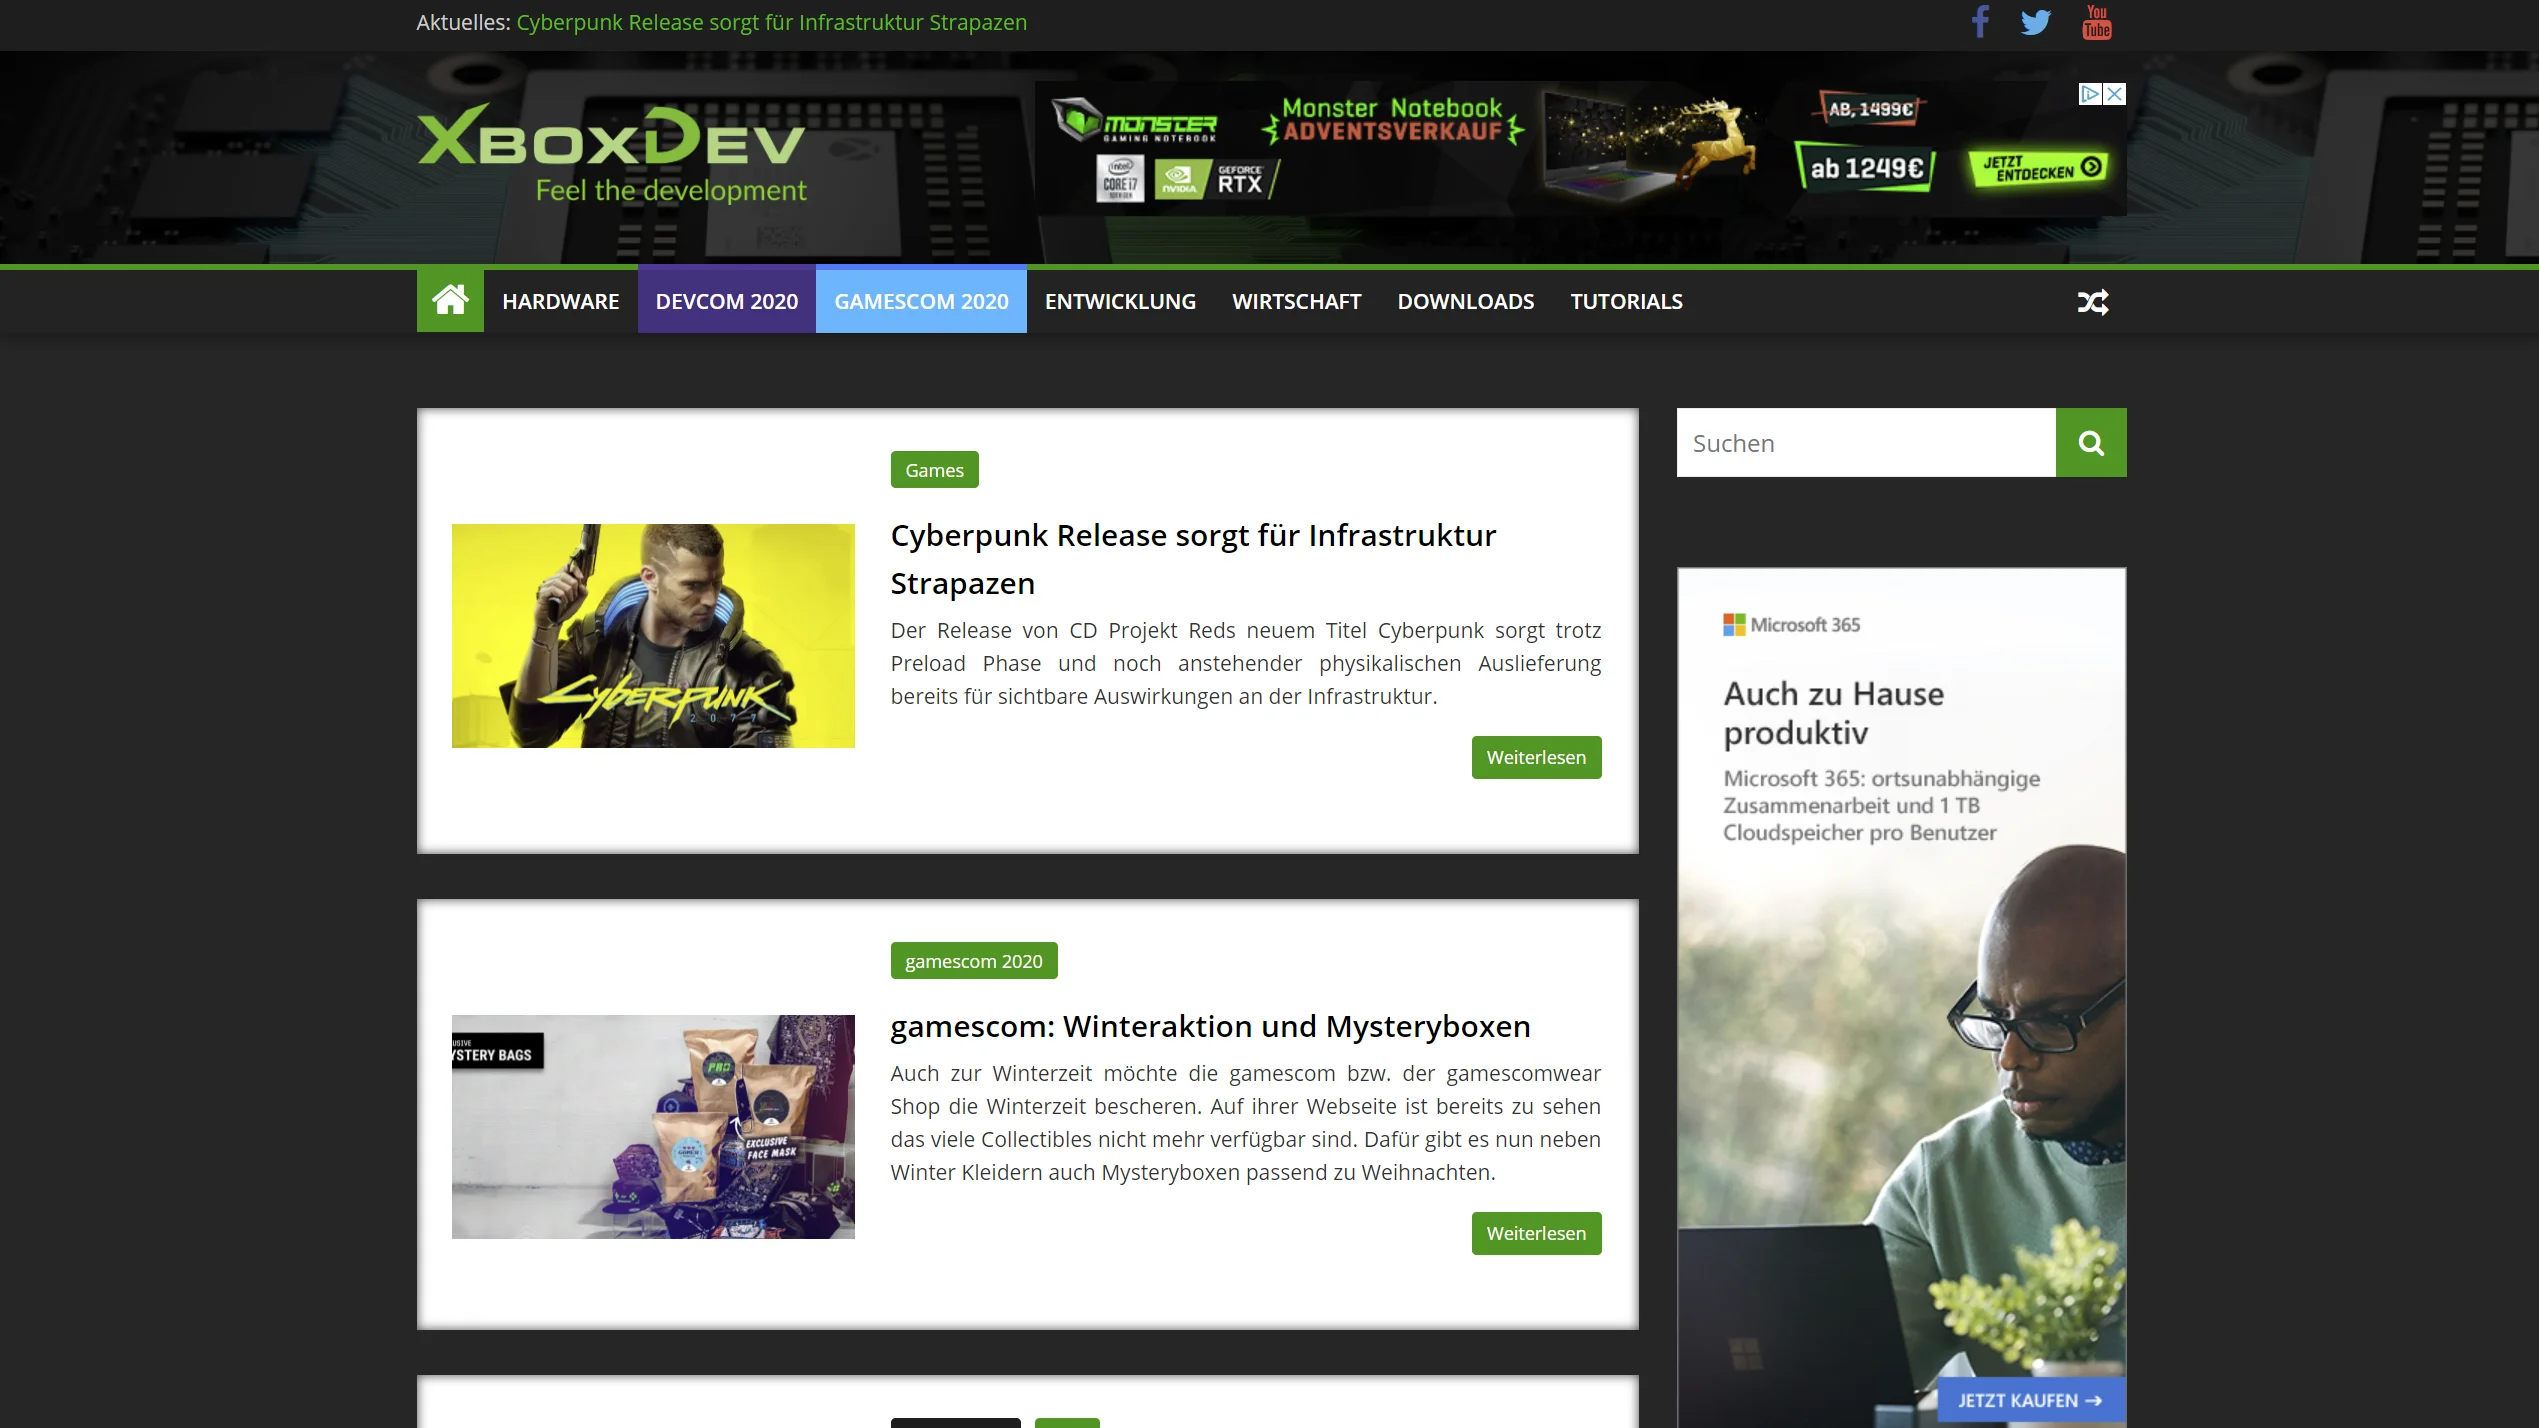 Aktuelles: Cyberpunk Release sorgt für Infrastruktur Strapazen
You
Tube
XBOXDEV
Feel the development
MONSTER
GAMING NOTEBOOK
intel
CORE i7
NVIDIA
GEFORCE
RTX
Monster Notebook
ADVENTSVERKAUF
AB, 1499€
ab 1249€
JETZT
ENTDECKEN
HARDWARE
DEVCOM 2020
GAMESCOM 2020
ENTWICKLUNG
WIRTSCHAFT
DOWNLOADS
TUTORIALS
Games
Cyberpunk Release sorgt für Infrastruktur
Strapazen
Der Release von CD Projekt Reds neuem Titel Cyberpunk sorgt trotz
Preload Phase und noch anstehender physikalischen Auslieferung
bereits für sichtbare Auswirkungen an der Infrastruktur.
Weiterlesen
CYBERPUNK
2077
gamescom 2020
gamescom: Winteraktion und Mysteryboxen
Auch zur Winterzeit möchte die gamescom bzw. der gamescomwear
Shop die Winterzeit bescheren. Auf ihrer Webseite ist bereits zu sehen
das viele Collectibles nicht mehr verfügbar sind. Dafür gibt es nun neben
Winter Kleidern auch Mysteryboxen passend zu Weihnachten.
Weiterlesen
USIVE
YSTERY BAGS
PRO
EXCLUSIVE
FACE MASK
Suchen
Microsoft 365
Auch zu Hause
produktiv
Microsoft 365: ortsunabhängige
Zusammenarbeit und 1 TB
Cloudspeicher pro Benutzer
JETZT KAUFEN →